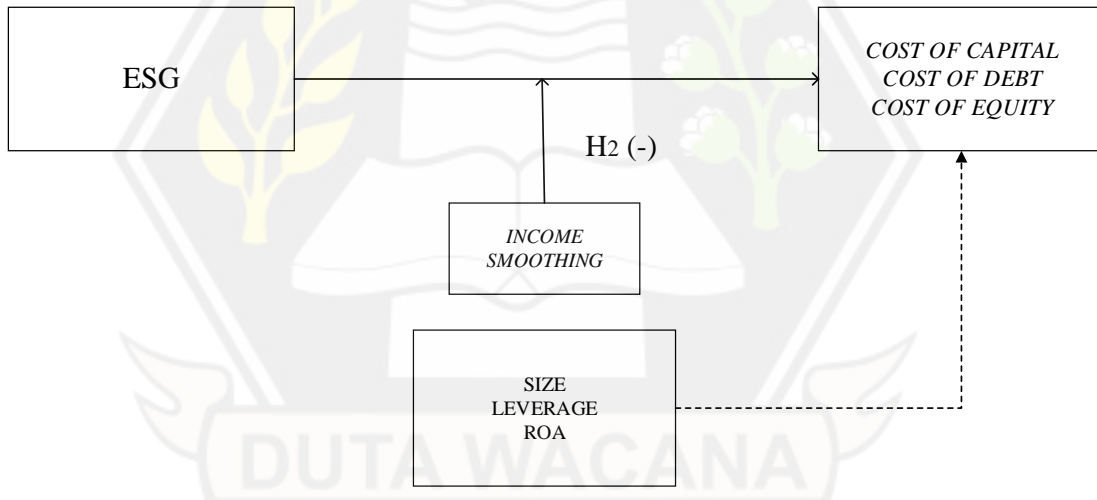 ESG
COST OF CAPITAL
COST OF DEBT
COST OF EQUITY
H2 (-)
INCOME
SMOOTHING
SIZE
LEVERAGE
ROA
DUTA WACANA